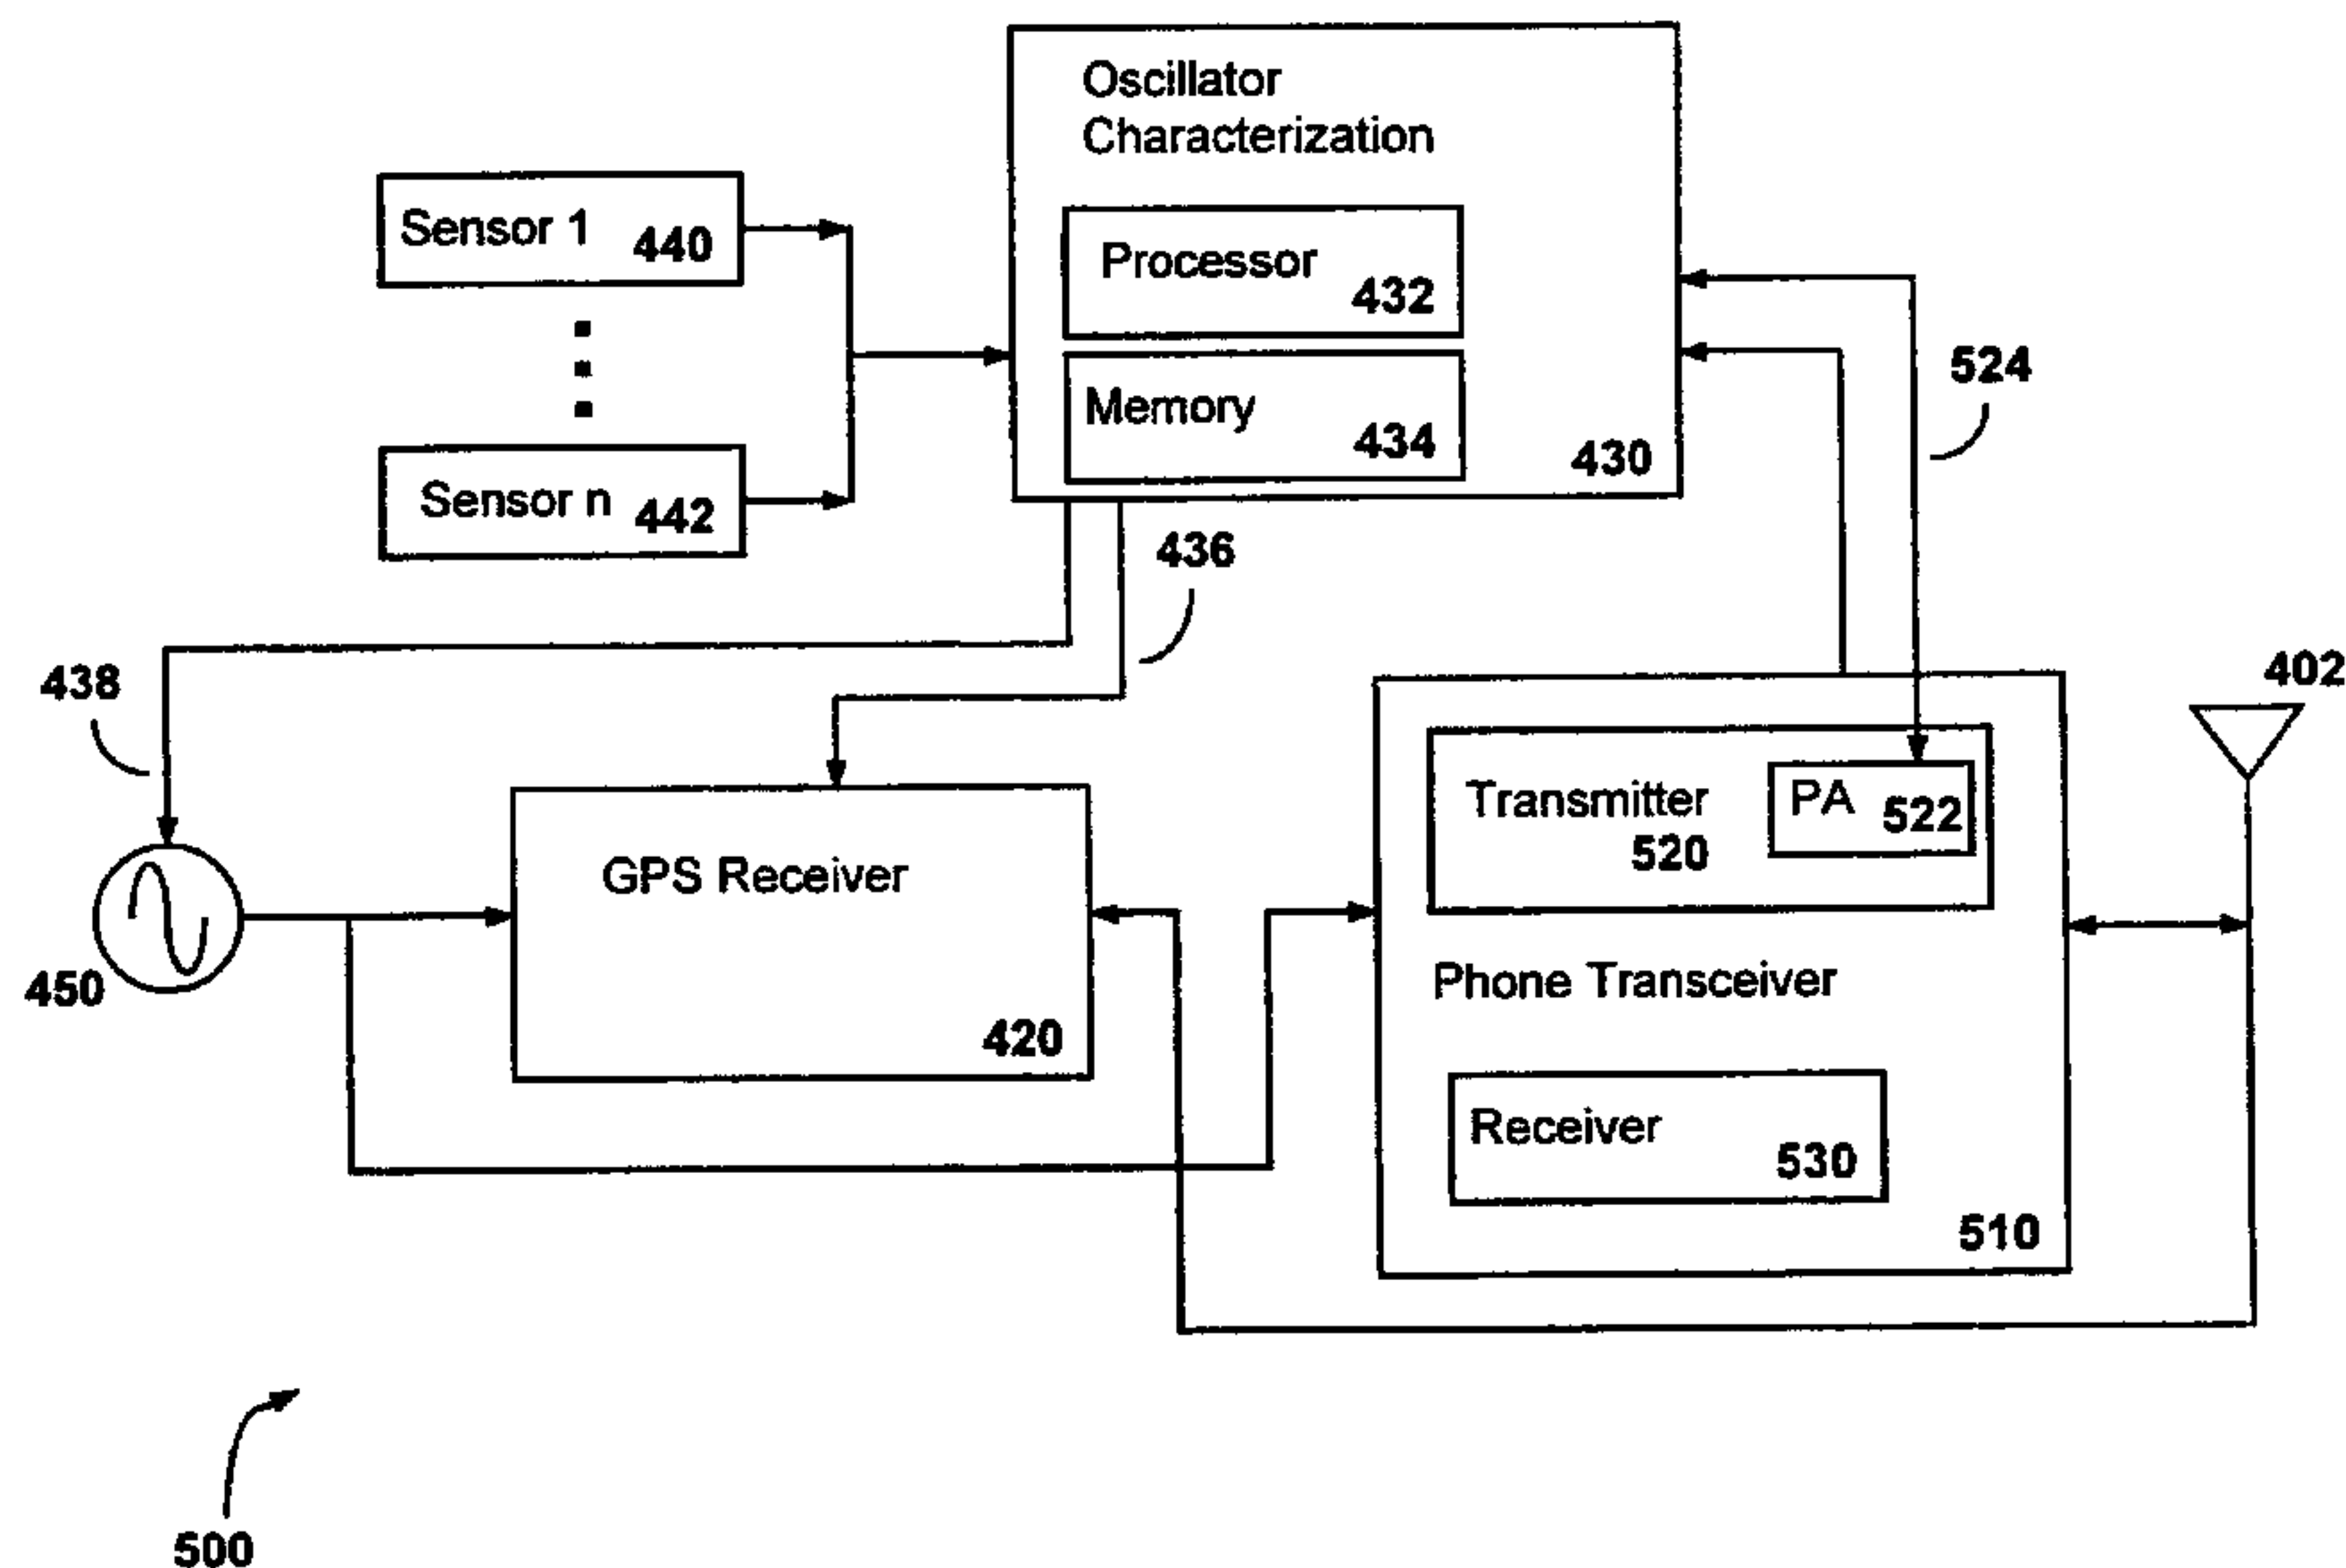 Oscillator
Characterization
Sensor 1
440
Processor
432
524
Memory
434
430
Sensor n
442
436
438
402
Transmitter
520
PA
522
GPS Receiver
450
Phone Transceiver
420
Receiver
530
510
500